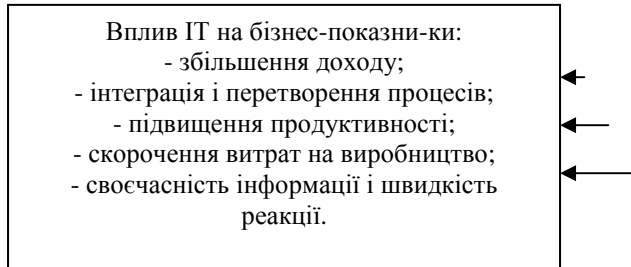 Вплив ІТ на бізнес-показни-ки:
- збільшення доходу;
- інтеграція і перетворення процесів;
- підвищення продуктивності;
- скорочення витрат на виробництво;
- своєчасність інформації і швидкість
реакції.